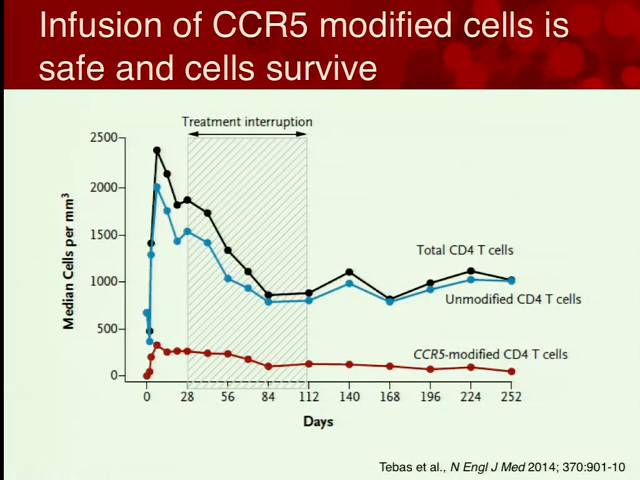 Infusion of CCR5 modified cells is
safe and cells survive
Treatment interruption
2500
2000
1500
1000
500
0
Median Cells per mm³
Total CD4 T cells
Unmodified CD4 T cells
CCR5-modified CD4 T cells
0 28 56 84 112 140 168 196 224 252
Days
Tebas et al., N Engl J Med 2014; 370:901-10